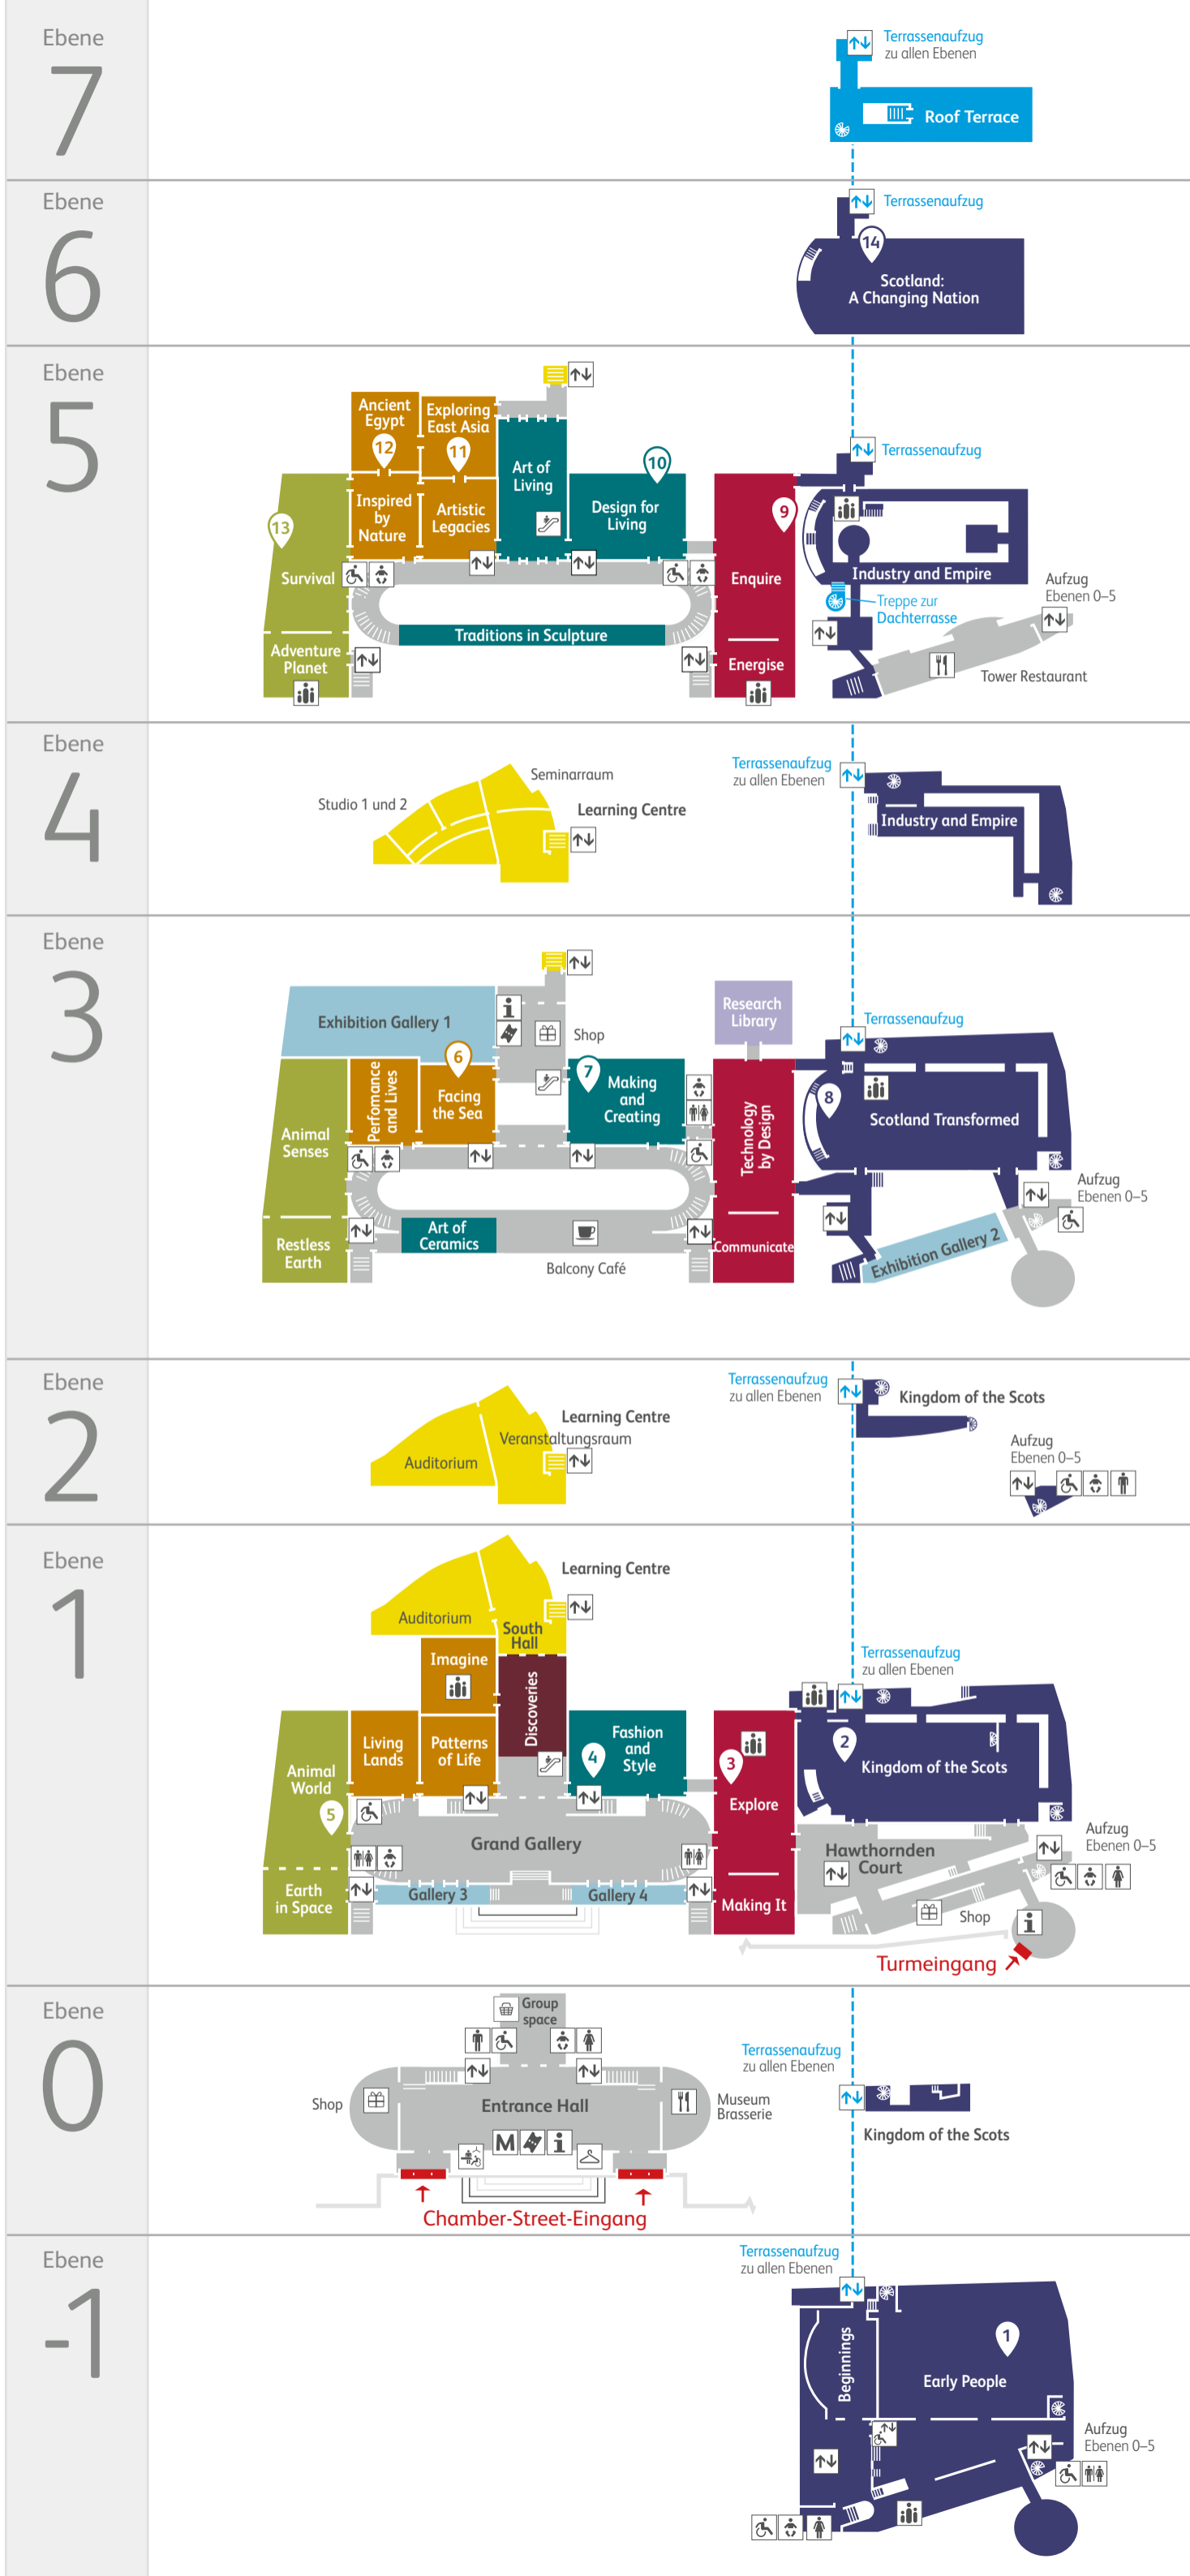 Ebene
7
Terrassenaufzug
zu allen Ebenen
Roof Terrace
Ebene
6
Terrassenaufzug
14
Scotland:
A Changing Nation
Ebene
5
Ancient
Egypt
12
Exploring
East Asia
11
Art of
Living
10
Design for
Living
Inspired
by
Nature
Artistic
Legacies
13
Survival
Adventure
Planet
Traditions in Sculpture
9
Enquire
Energise
Terrassenaufzug
Industry and Empire
Treppe zur
Dachterrasse
Aufzug
Ebenen 0–5
Tower Restaurant
Ebene
4
Studio 1 und 2
Seminarraum
Learning Centre
Terrassenaufzug
zu allen Ebenen
Industry and Empire
Ebene
3
Exhibition Gallery 1
Shop
6
Facing
the Sea
Perfomance
and Lives
Animal
Senses
Restless
Earth
7
Making
and
Creating
Art of
Ceramics
Balcony Café
Research
Library
Technology
by Design
Communicate
Terrassenaufzug
8
Scotland Transformed
Aufzug
Ebenen 0–5
Exhibition Gallery 2
Ebene
2
Auditorium
Learning Centre
Veranstaltungsraum
Terrassenaufzug
zu allen Ebenen
Kingdom of the Scots
Aufzug
Ebenen 0–5
Ebene
1
Learning Centre
Auditorium
South
Hall
Imagine
Discoveries
Living
Lands
Patterns
of Life
4
Fashion
and
Style
Animal
World
5
Earth
in Space
Grand Gallery
Gallery 3
Gallery 4
3
Explore
Making It
Terrassenaufzug
zu allen Ebenen
2
Kingdom of the Scots
Hawthornden
Court
Aufzug
Ebenen 0–5
Shop
Turmeingang
Ebene
0
Group
space
Shop
Entrance Hall
Museum
Brasserie
M
Chamber-Street-Eingang
Terrassenaufzug
zu allen Ebenen
Kingdom of the Scots
Ebene
-1
Terrassenaufzug
zu allen Ebenen
Beginnings
1
Early People
Aufzug
Ebenen 0–5